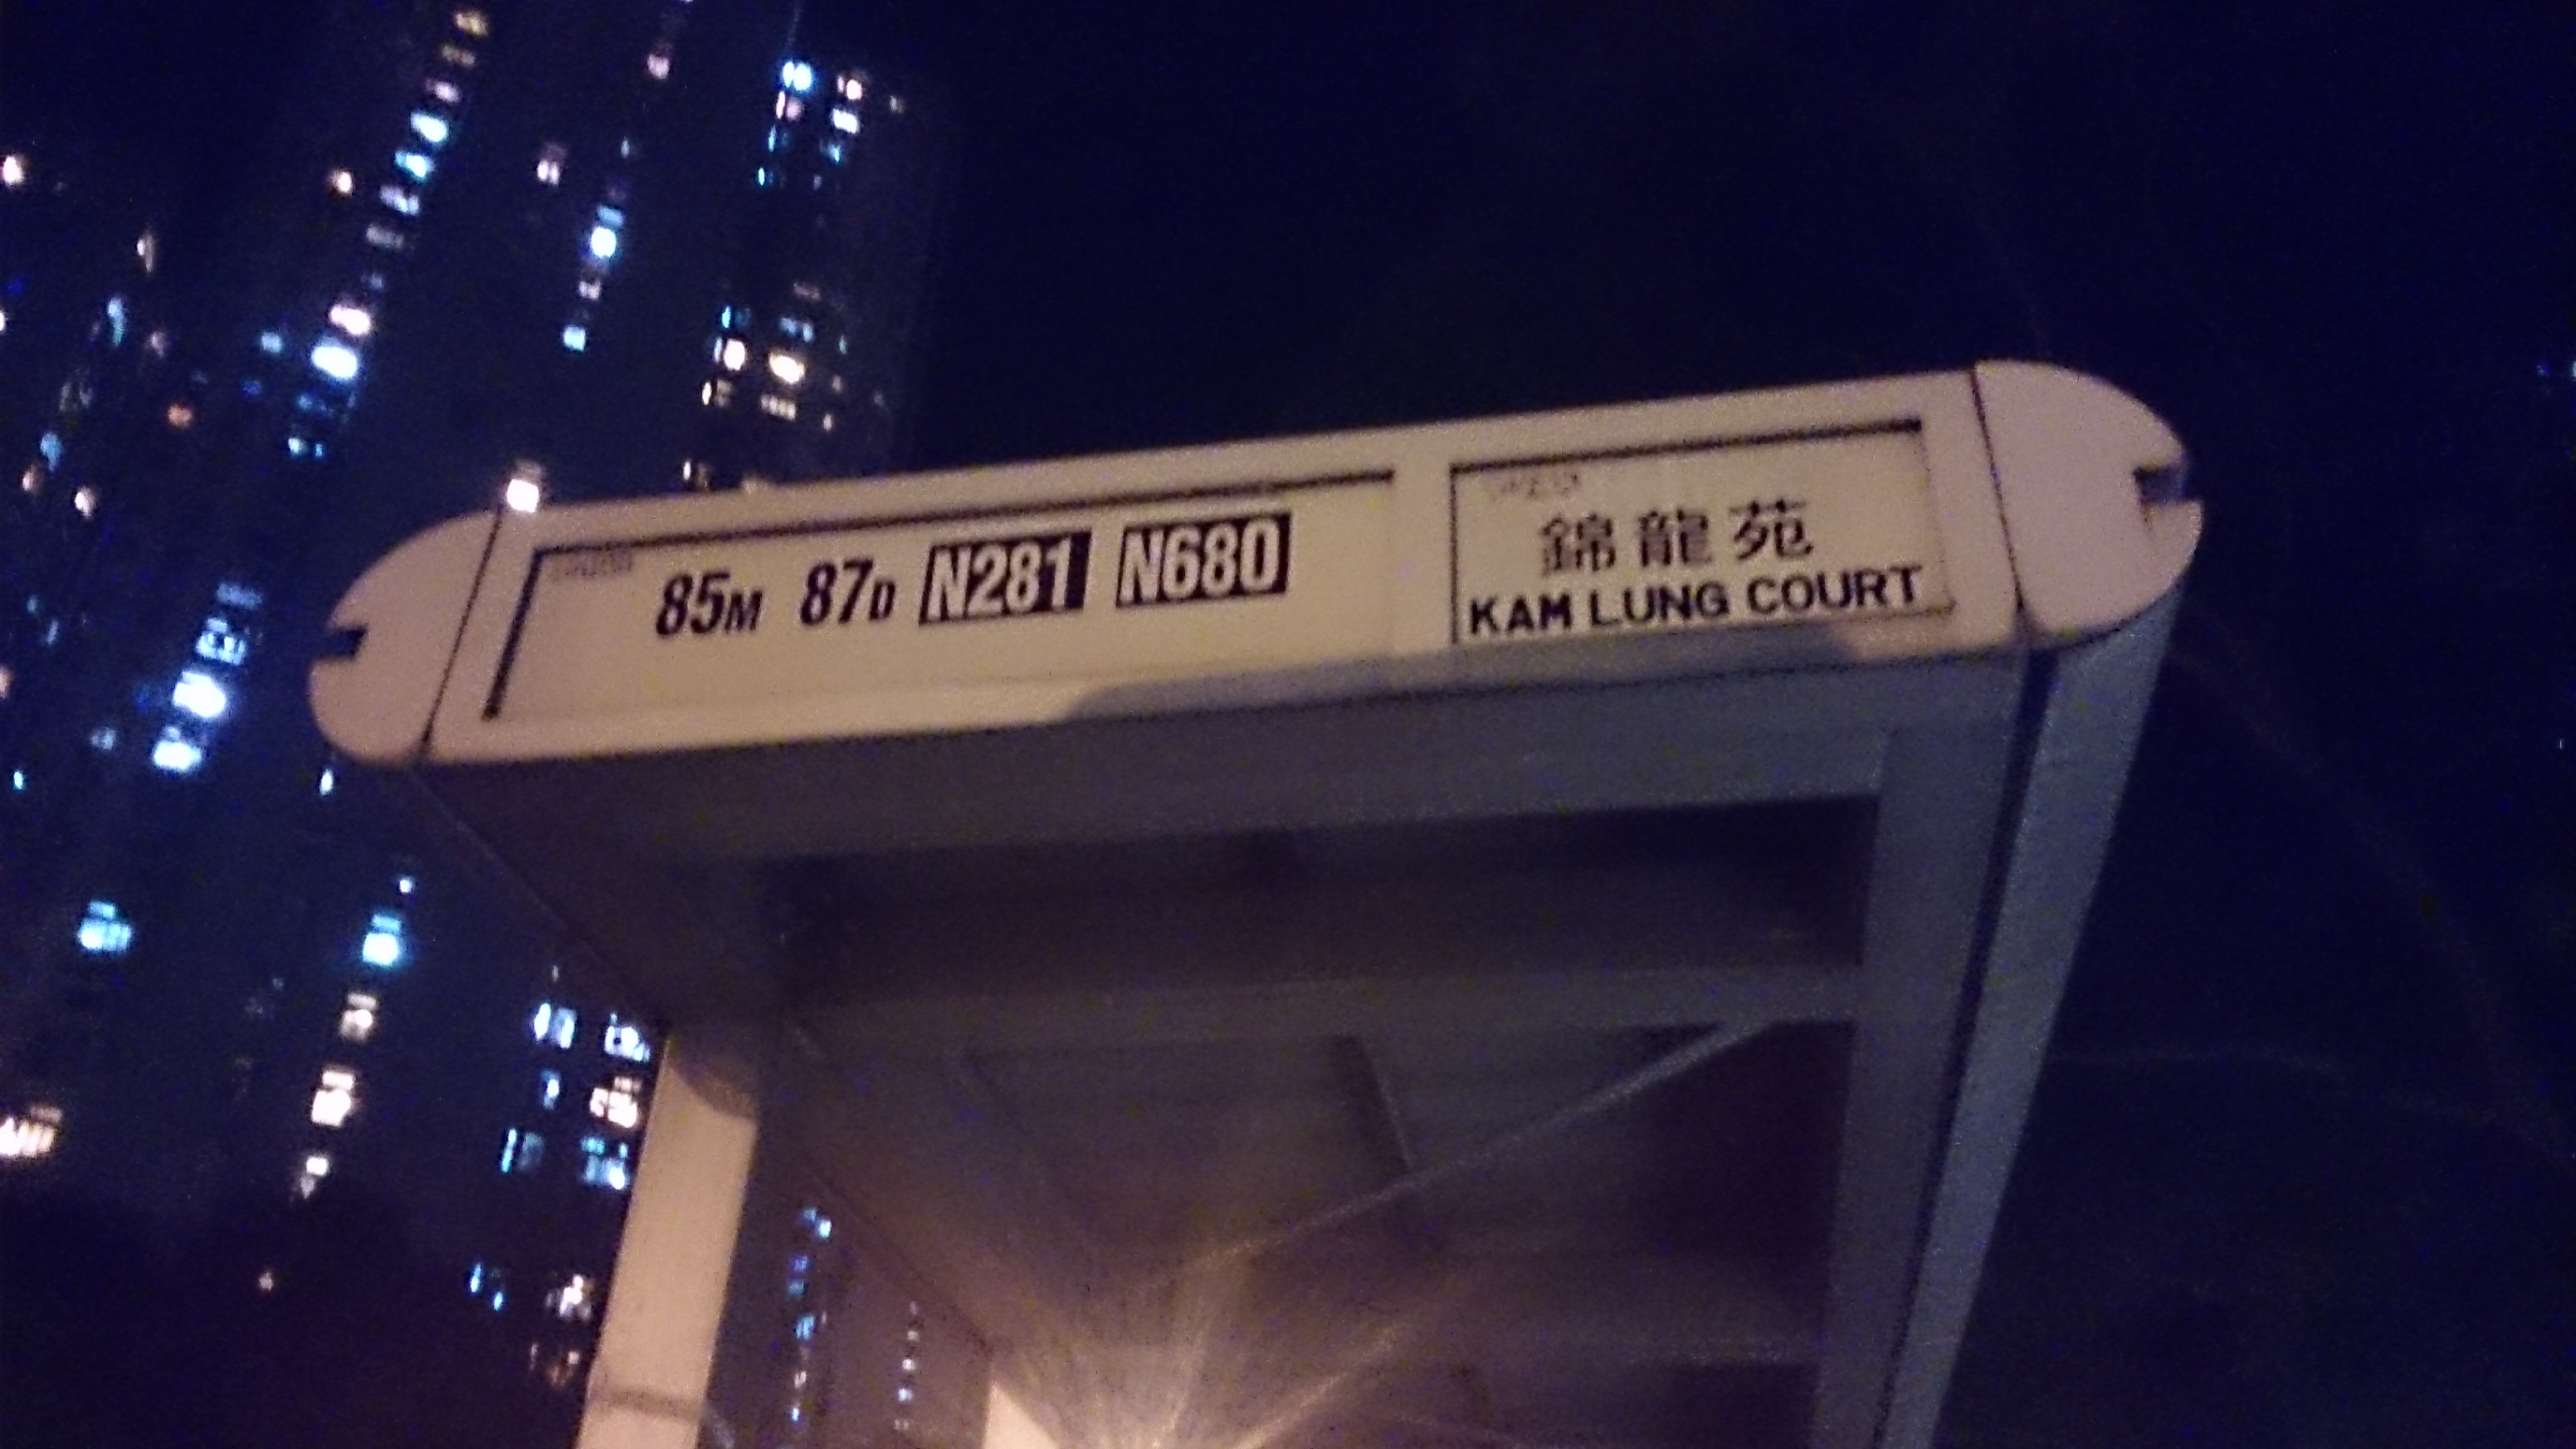 85M 87D N281 N680
錦龍苑
KAM LUNG COURT